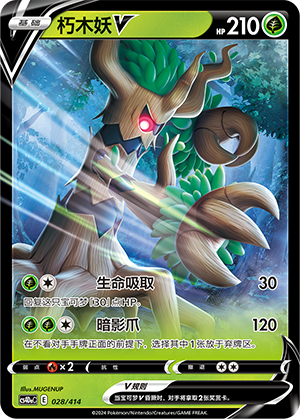 基础
朽木妖V
HP 210
生命吸取 30
回复这只宝可梦「30」点HP。
暗影爪 120
在不看对手手牌正面的前提下，选择其中1张放于弃牌区。
弱点 ×2 抗性 撤退
V规则
当宝可梦V昏厥时，对手将拿取2张奖赏卡。
Illus.MUGENUP
E 028/414
©2024 Pokémon/Nintendo/Creatures/GAME FREAK.